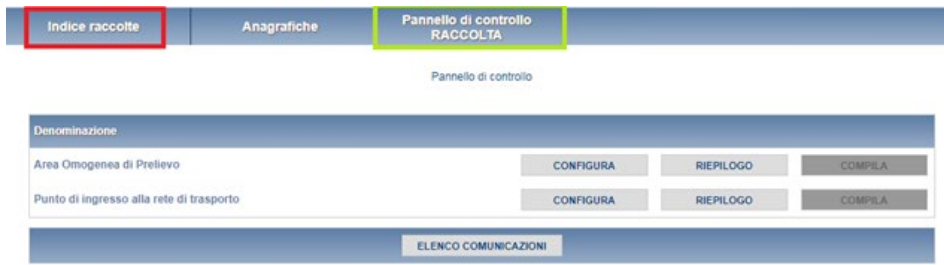 Indice raccolte
Anagrafiche
Pannello di controllo
RACCOLTA
Pannello di controllo
Denominazione
Area Omogenea di Prelievo CONFIGURA RIEPILOGO COMPILA
Punto di ingresso alla rete di trasporto CONFIGURA RIEPILOGO COMPILA
ELENCO COMUNICAZIONI